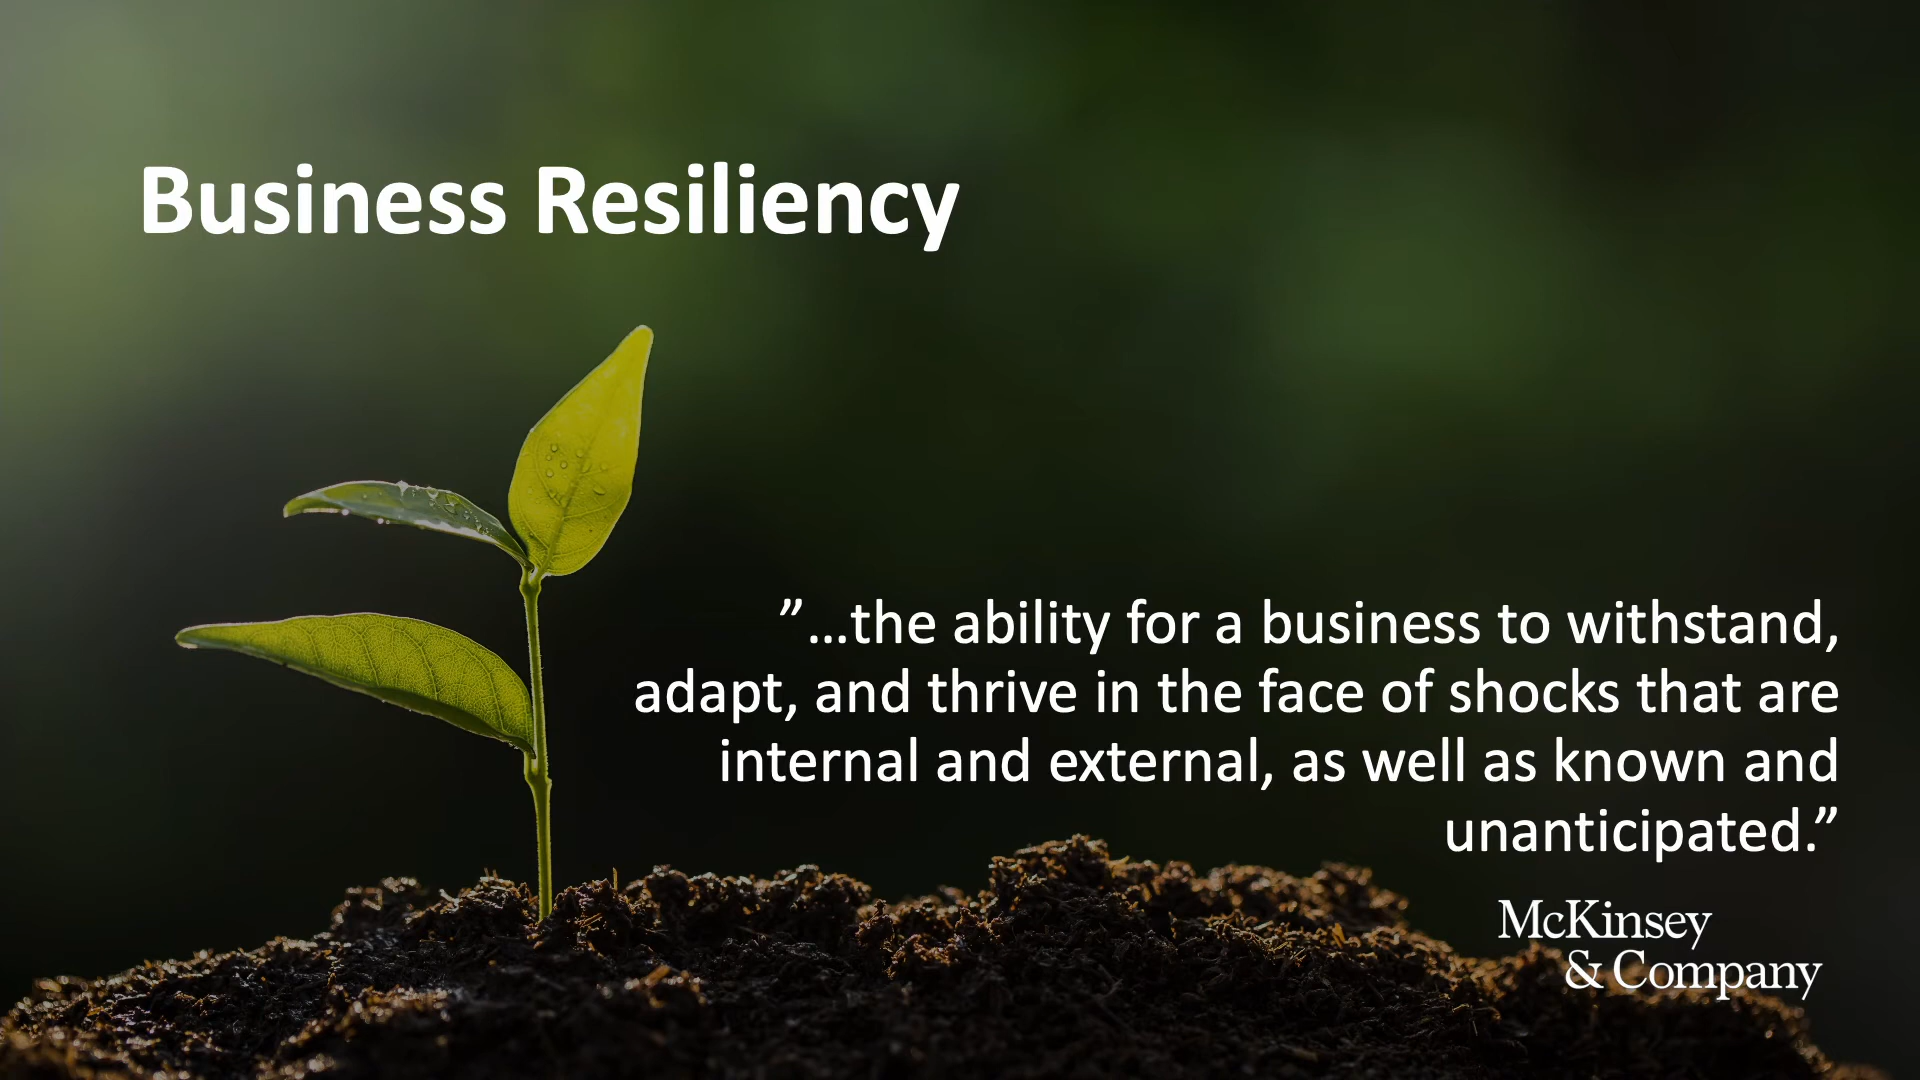 Business Resiliency
”...the ability for a business to withstand,
adapt, and thrive in the face of shocks that are
internal and external, as well as known and
unanticipated.”
McKinsey
& Company